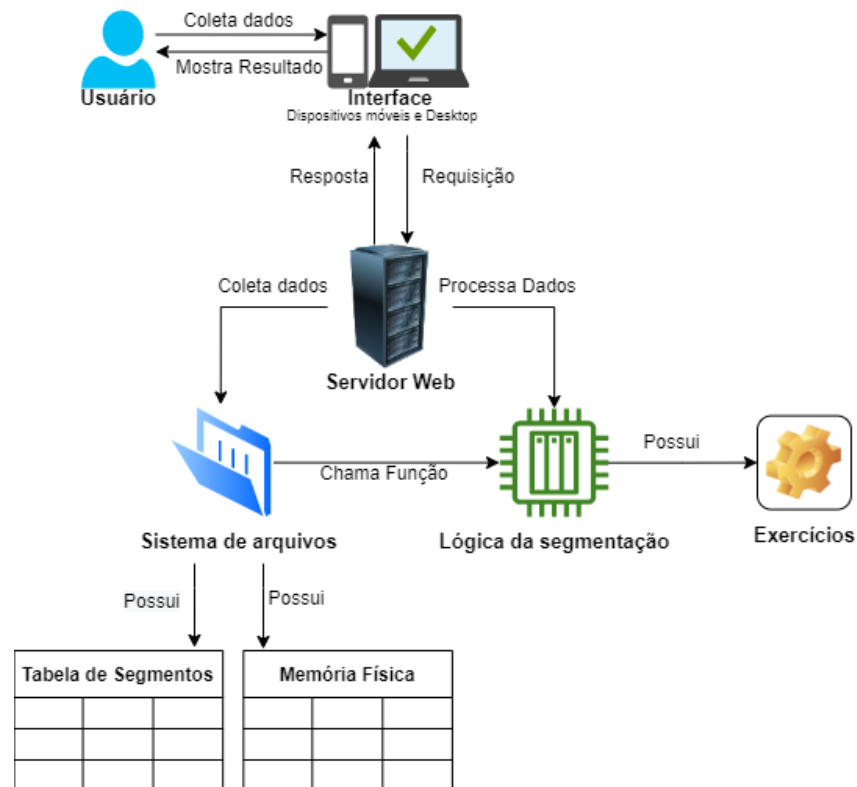 Coleta dados
Mostra Resultado
Usuário
Interface
Dispositivos móveis e Desktop
Resposta
Requisição
Coleta dados
Processa Dados
Servidor Web
Chama Função
Possui
Sistema de arquivos
Lógica da segmentação
Exercícios
Possui
Possui
Tabela de Segmentos
Memória Física